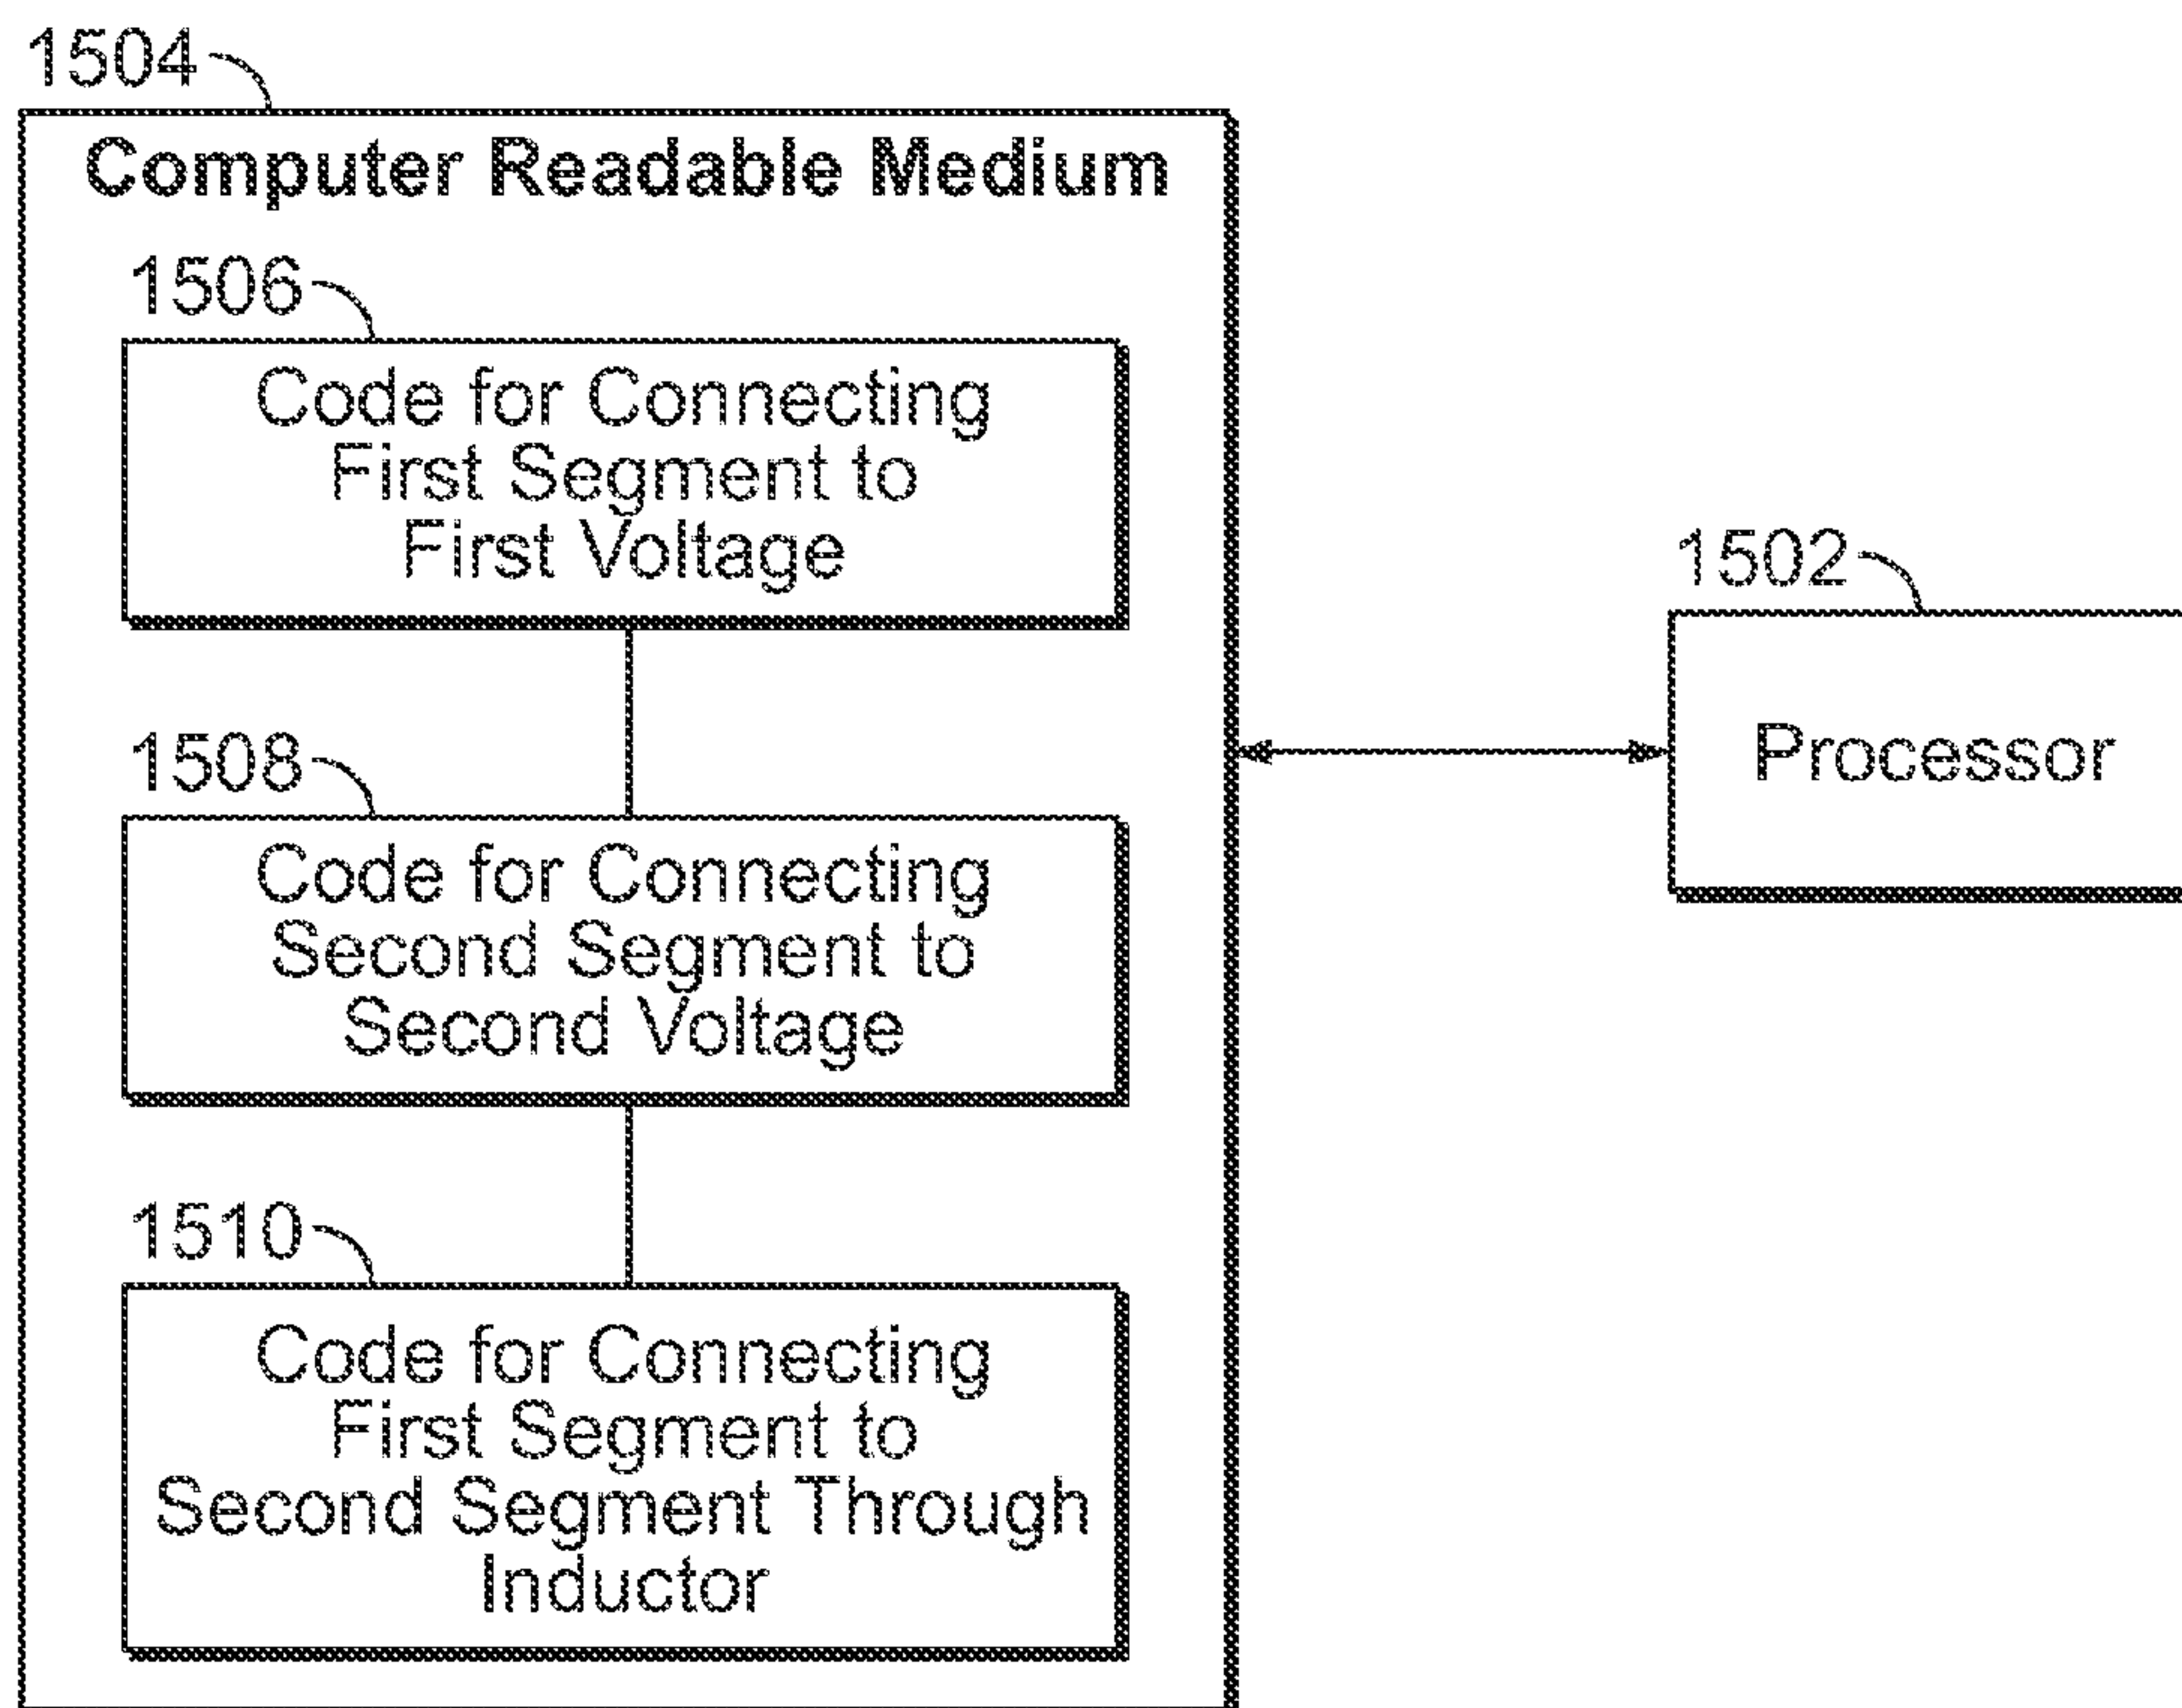 1504
Computer Readable Medium
1506
Code for Connecting
First Segment to
First Voltage
1508
Code for Connecting
Second Segment to
Second Voltage
1510
Code for Connecting
First Segment to
Second Segment Through
Inductor
1502
Processor